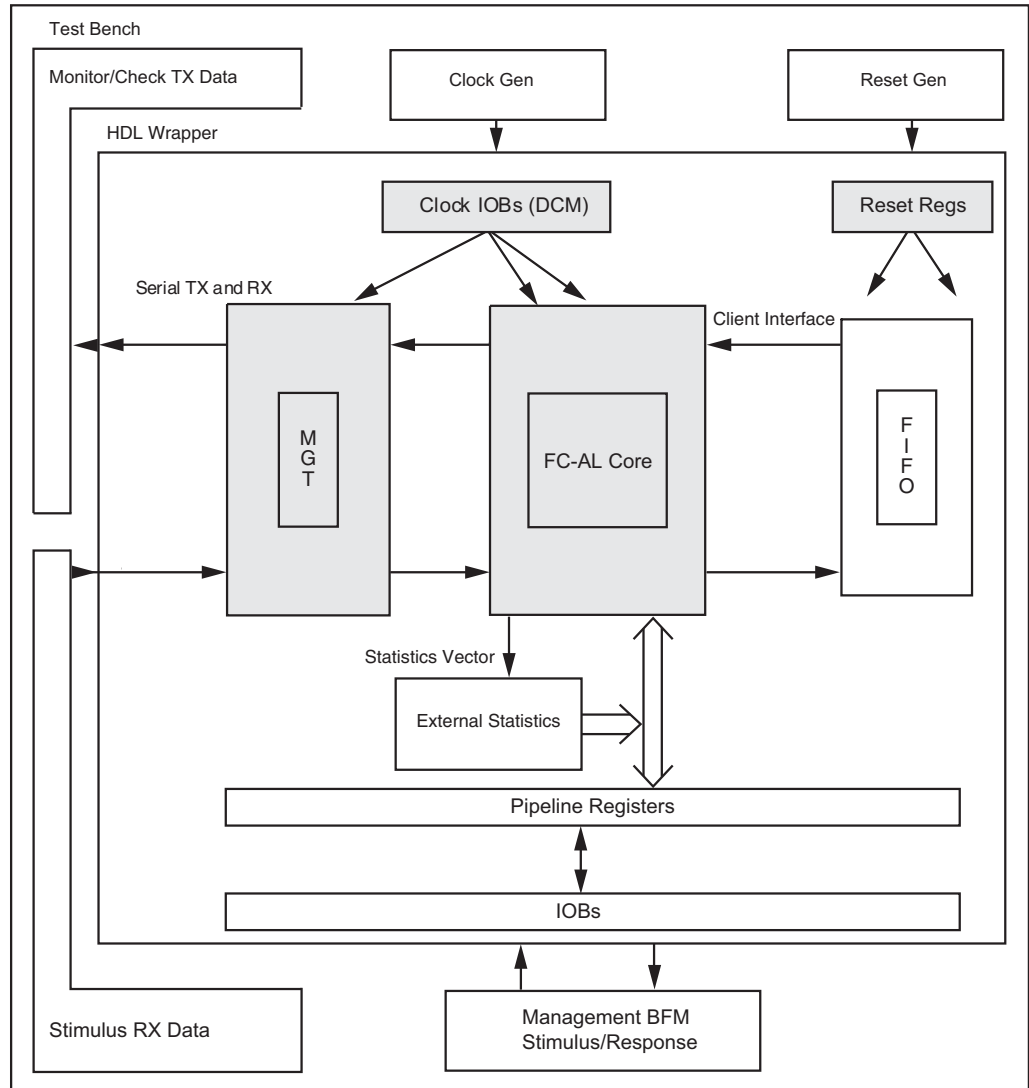 Test Bench
Monitor/Check TX Data
Clock Gen
Reset Gen
HDL Wrapper
Clock IOBs (DCM)
Reset Regs
Serial TX and RX
Client Interface
M
G
T
FC-AL Core
F
I
F
O
Statistics Vector
External Statistics
Pipeline Registers
IOBs
Stimulus RX Data
Management BFM
Stimulus/Response